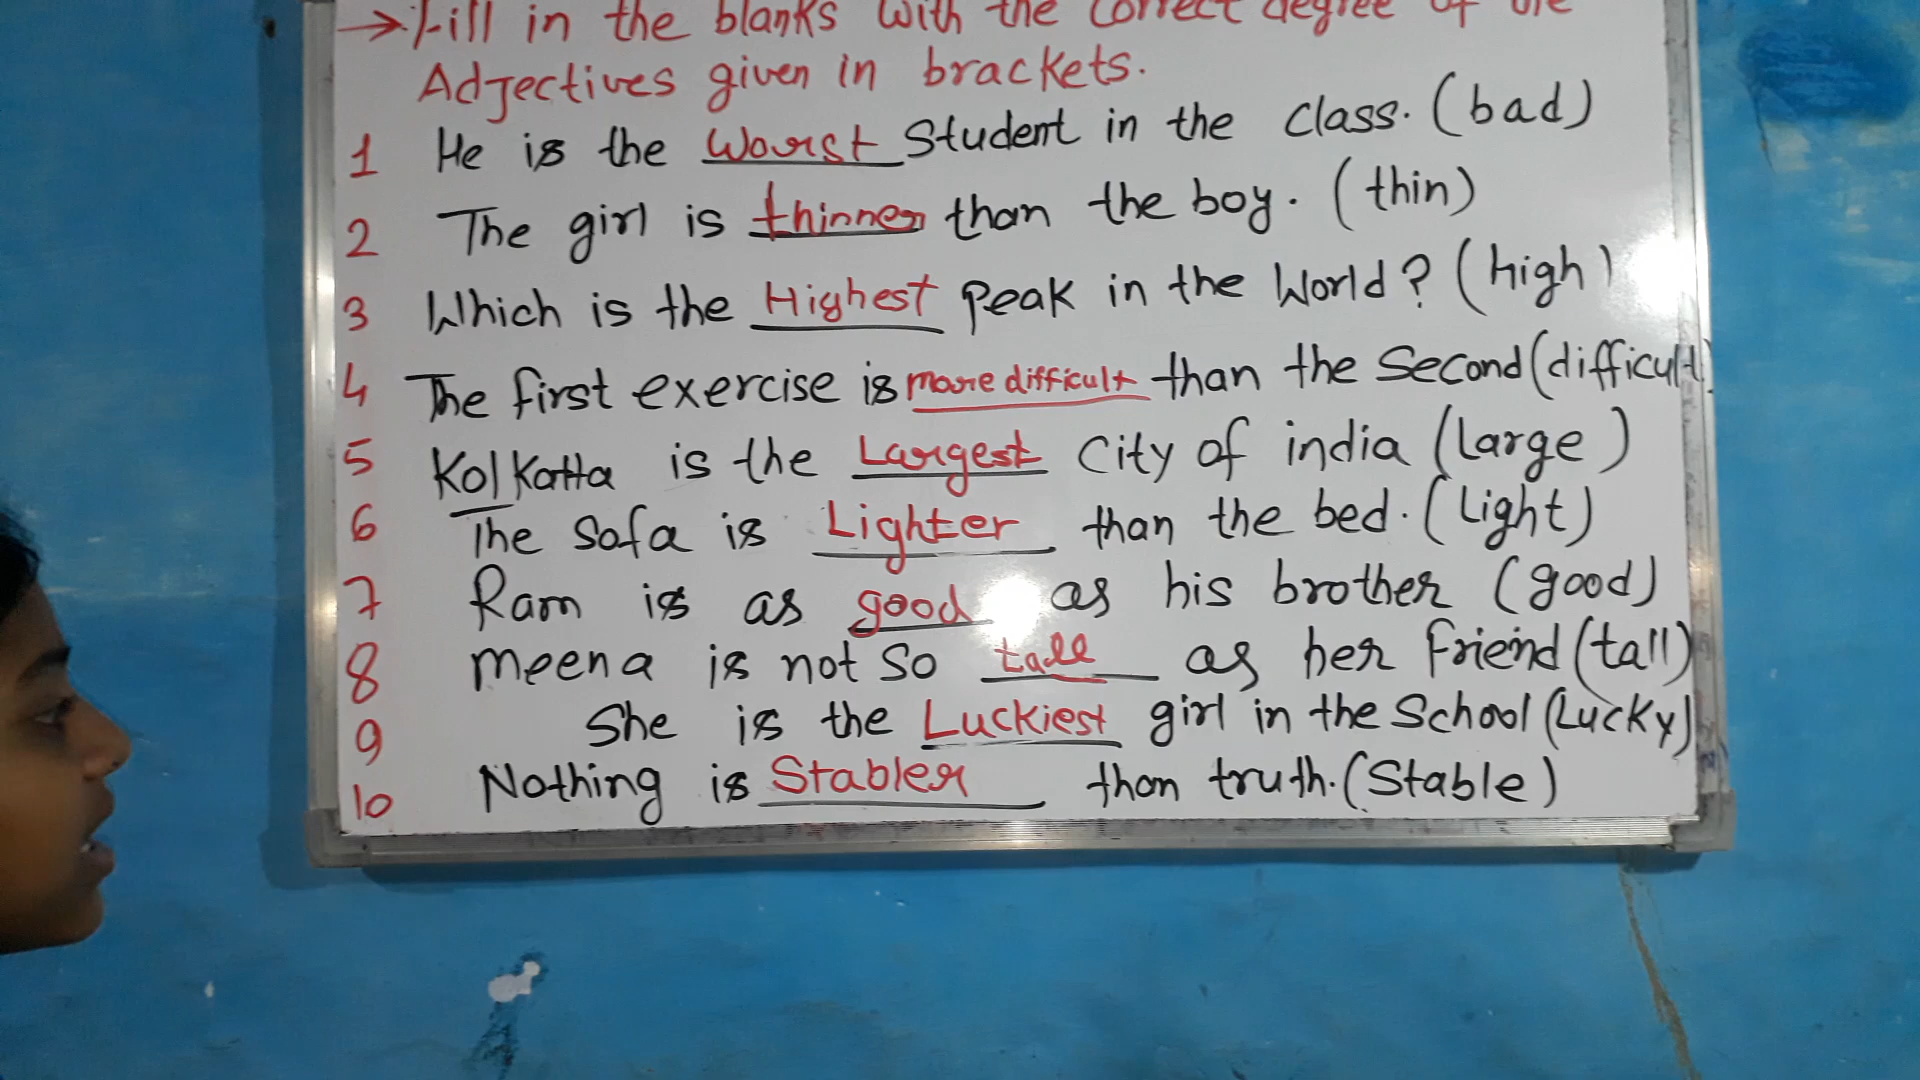 → Fill in the blanks with the correct degree of the
Adjectives given in brackets.
1 He is the Worst Student in the class. (bad)
2 The girl is thinner than the boy. (thin)
3 Which is the Highest Peak in the World? (high)
4 The first exercise is more difficult than the Second (difficult)
5 Kolkatta is the Largest City of india (large)
6 The Sofa is Lighter than the bed. (Light)
7 Ram is as good as his brother (good)
8 Meena is not so tall as her Friend (tall)
9 She is the Luckiest girl in the School (Lucky)
10 Nothing is Stabler than truth. (Stable)